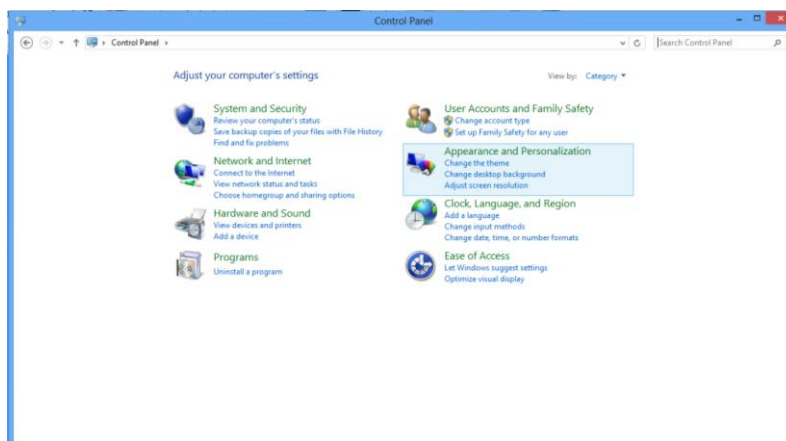 Control Panel
Control Panel
Search Control Panel
Adjust your computer's settings
View by: Category
System and Security
Review your computer's status
Save backup copies of your files with File History
Find and fix problems
Network and Internet
Connect to the Internet
View network status and tasks
Choose homegroup and sharing options
Hardware and Sound
View devices and printers
Add a device
Programs
Uninstall a program
User Accounts and Family Safety
Change account type
Set up Family Safety for any user
Appearance and Personalization
Change the theme
Change desktop background
Adjust screen resolution
Clock, Language, and Region
Add a language
Change input methods
Change date, time, or number formats
Ease of Access
Let Windows suggest settings
Optimize visual display